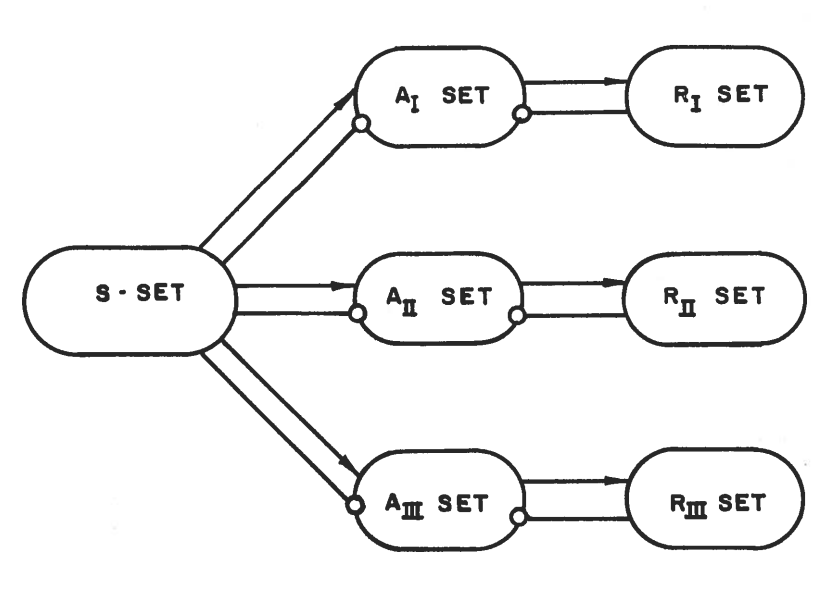 A_I SET
R_I SET
S - SET
A_II SET
R_II SET
A_III SET
R_III SET